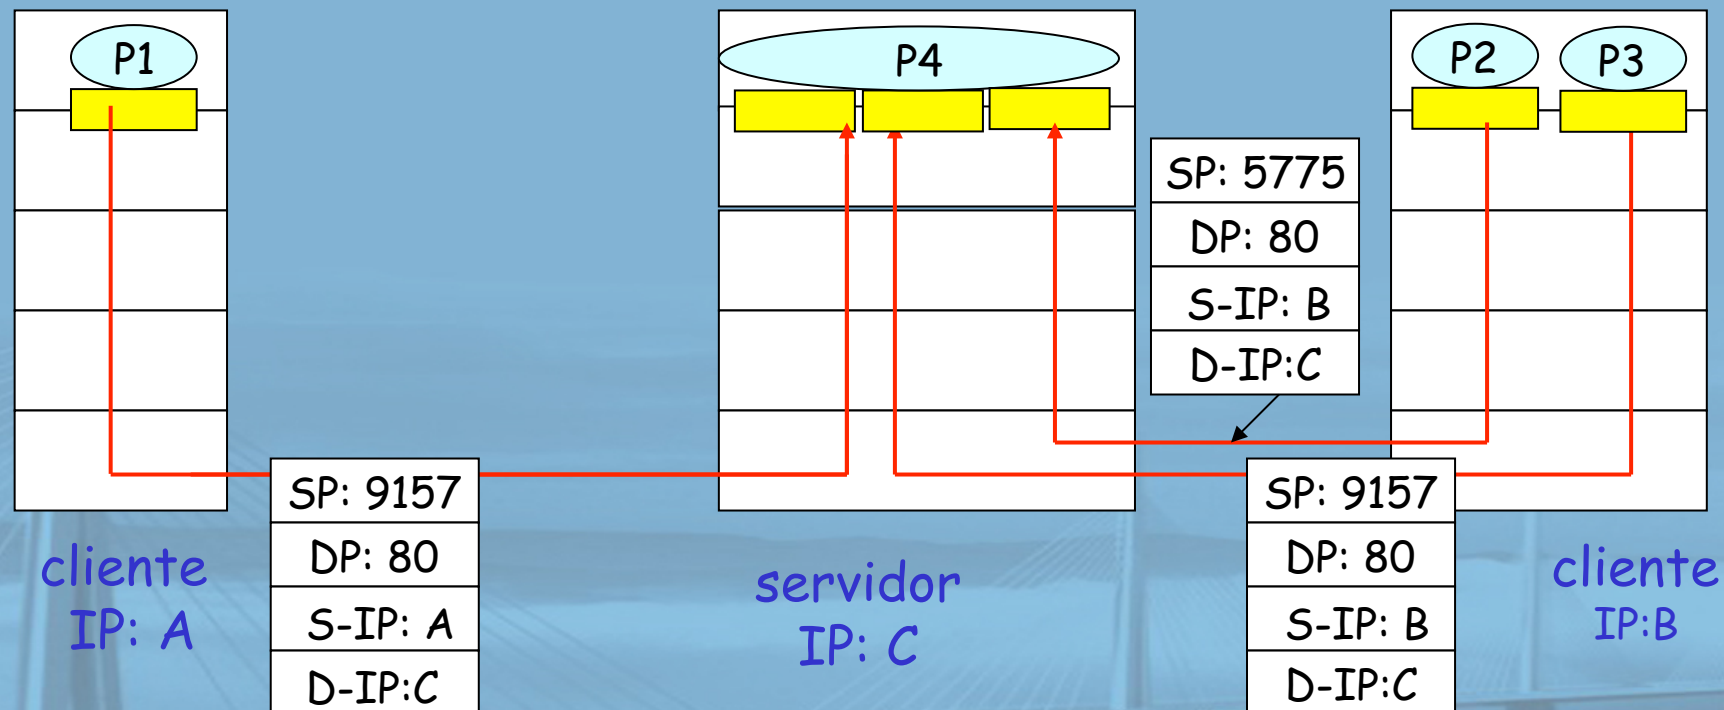 P1
P4
P2
P3
SP: 5775
DP: 80
S-IP: B
D-IP:C
SP: 9157
DP: 80
S-IP: A
D-IP:C
SP: 9157
DP: 80
S-IP: B
D-IP:C
cliente
IP: A
servidor
IP: C
cliente
IP:B